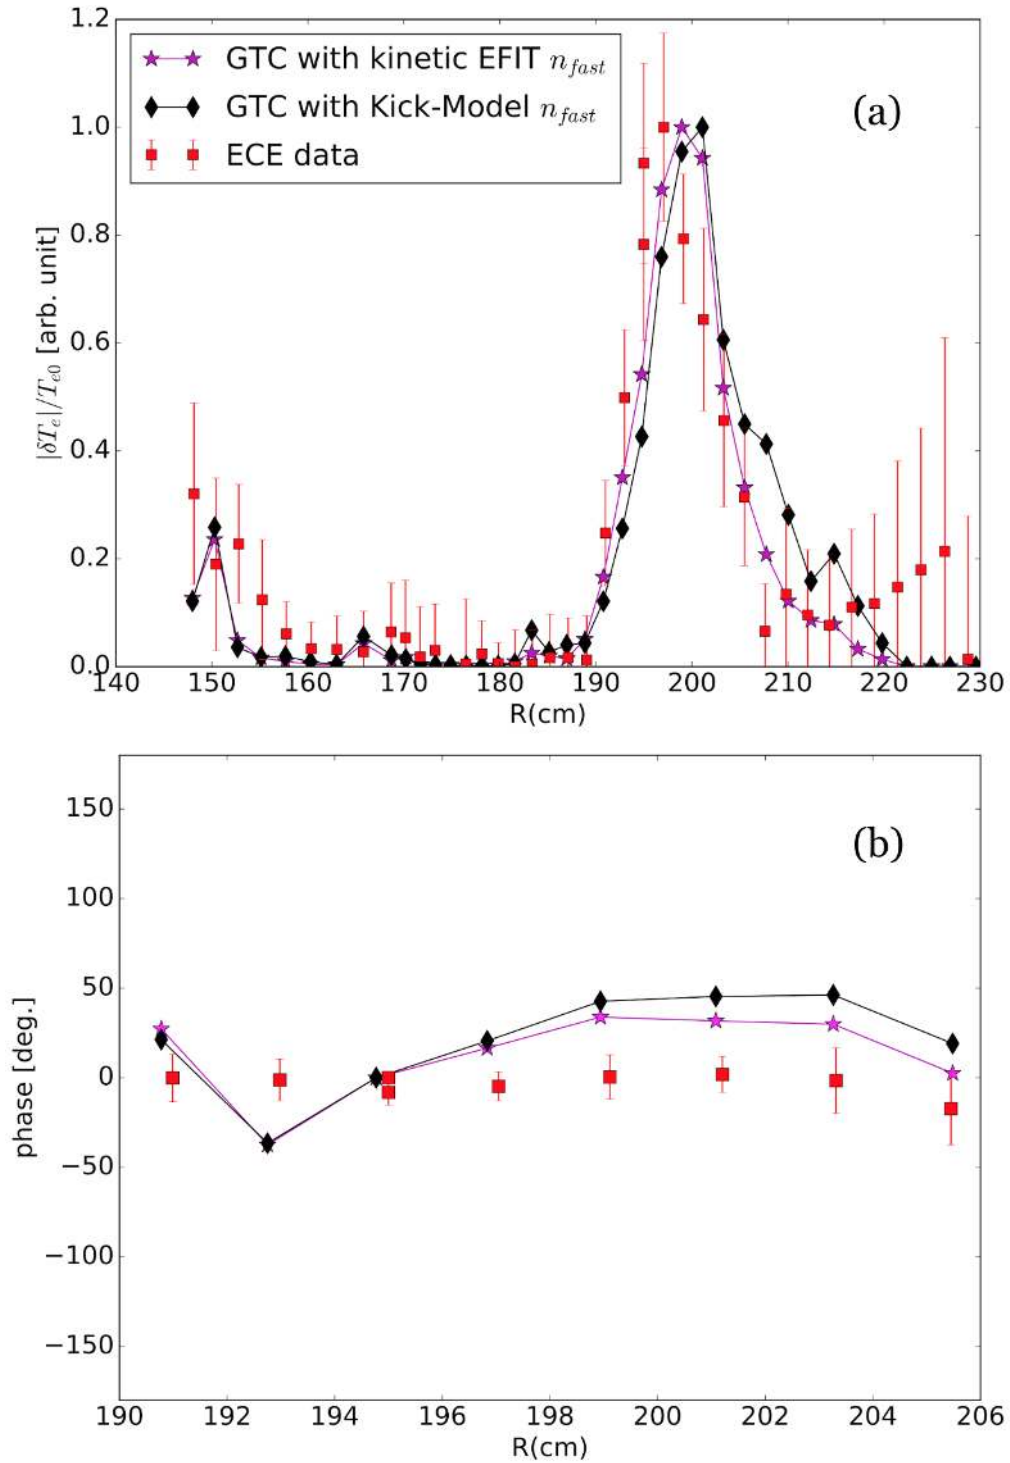 1.2
GTC with kinetic EFIT n_fast
GTC with Kick-Model n_fast
ECE data
(a)
1.0
0.8
0.6
0.4
0.2
0.0
|δT_e|/T_{e0} [arb. unit]
140 150 160 170 180 190 200 210 220 230
R(cm)
150
(b)
100
50
0
−50
−100
−150
phase [deg.]
190 192 194 196 198 200 202 204 206
R(cm)